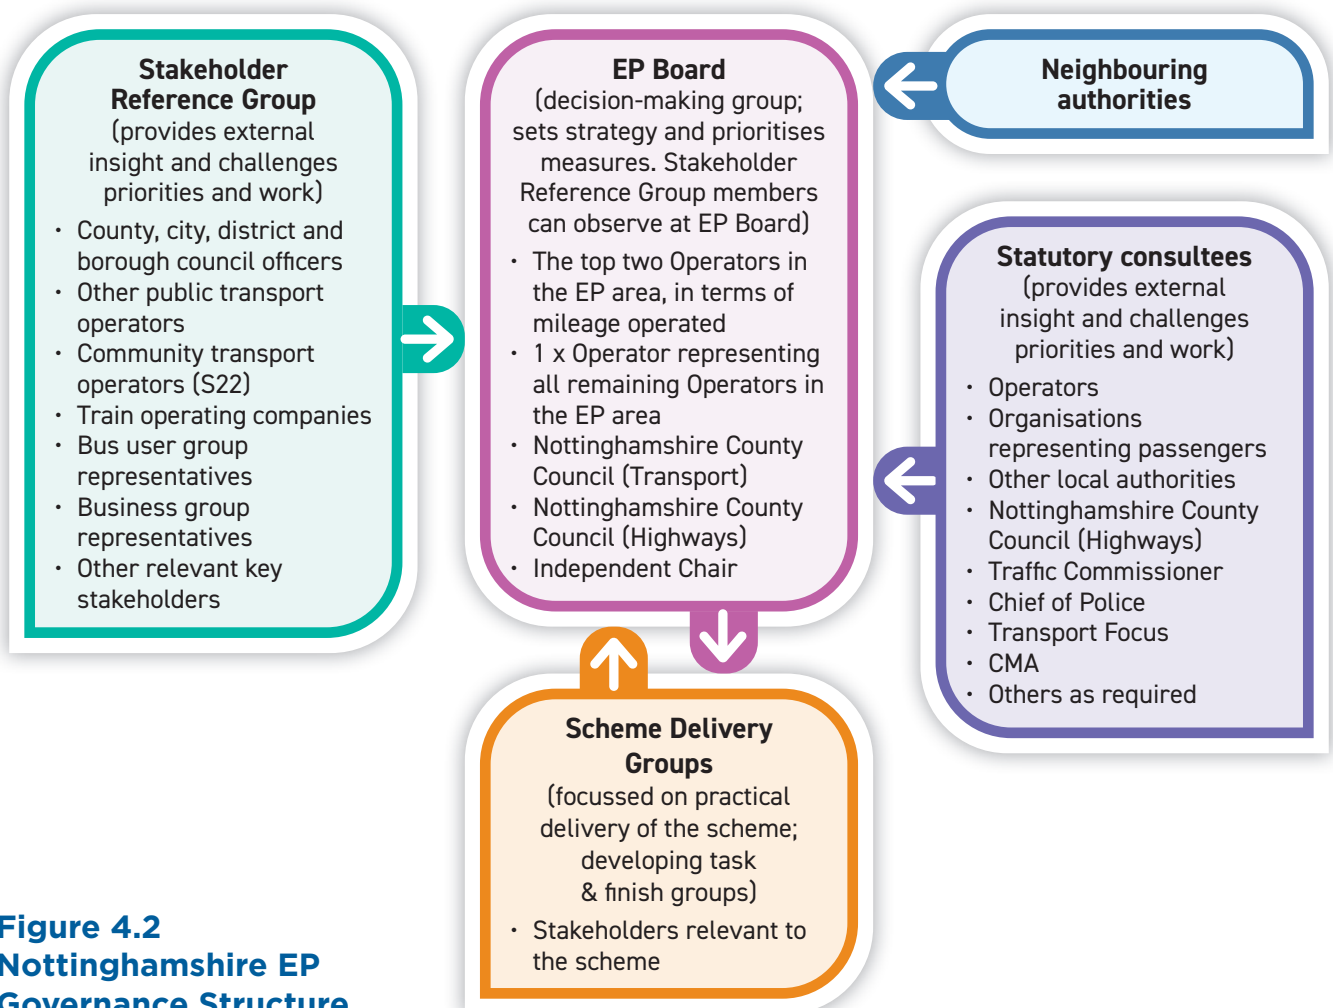 Stakeholder
Reference Group
(provides external
insight and challenges
priorities and work)
· County, city, district and
borough council officers
· Other public transport
operators
· Community transport
operators (S22)
· Train operating companies
· Bus user group
representatives
· Business group
representatives
· Other relevant key
stakeholders
EP Board
(decision-making group;
sets strategy and prioritises
measures. Stakeholder
Reference Group members
can observe at EP Board)
· The top two Operators in
the EP area, in terms of
mileage operated
· 1 x Operator representing
all remaining Operators in
the EP area
· Nottinghamshire County
Council (Transport)
· Nottinghamshire County
Council (Highways)
· Independent Chair
Neighbouring
authorities
Statutory consultees
(provides external
insight and challenges
priorities and work)
· Operators
· Organisations
representing passengers
· Other local authorities
· Nottinghamshire County
Council (Highways)
· Traffic Commissioner
· Chief of Police
· Transport Focus
· CMA
· Others as required
Scheme Delivery
Groups
(focussed on practical
delivery of the scheme;
developing task
& finish groups)
· Stakeholders relevant to
the scheme
Figure 4.2
Nottinghamshire EP
Governance Structure